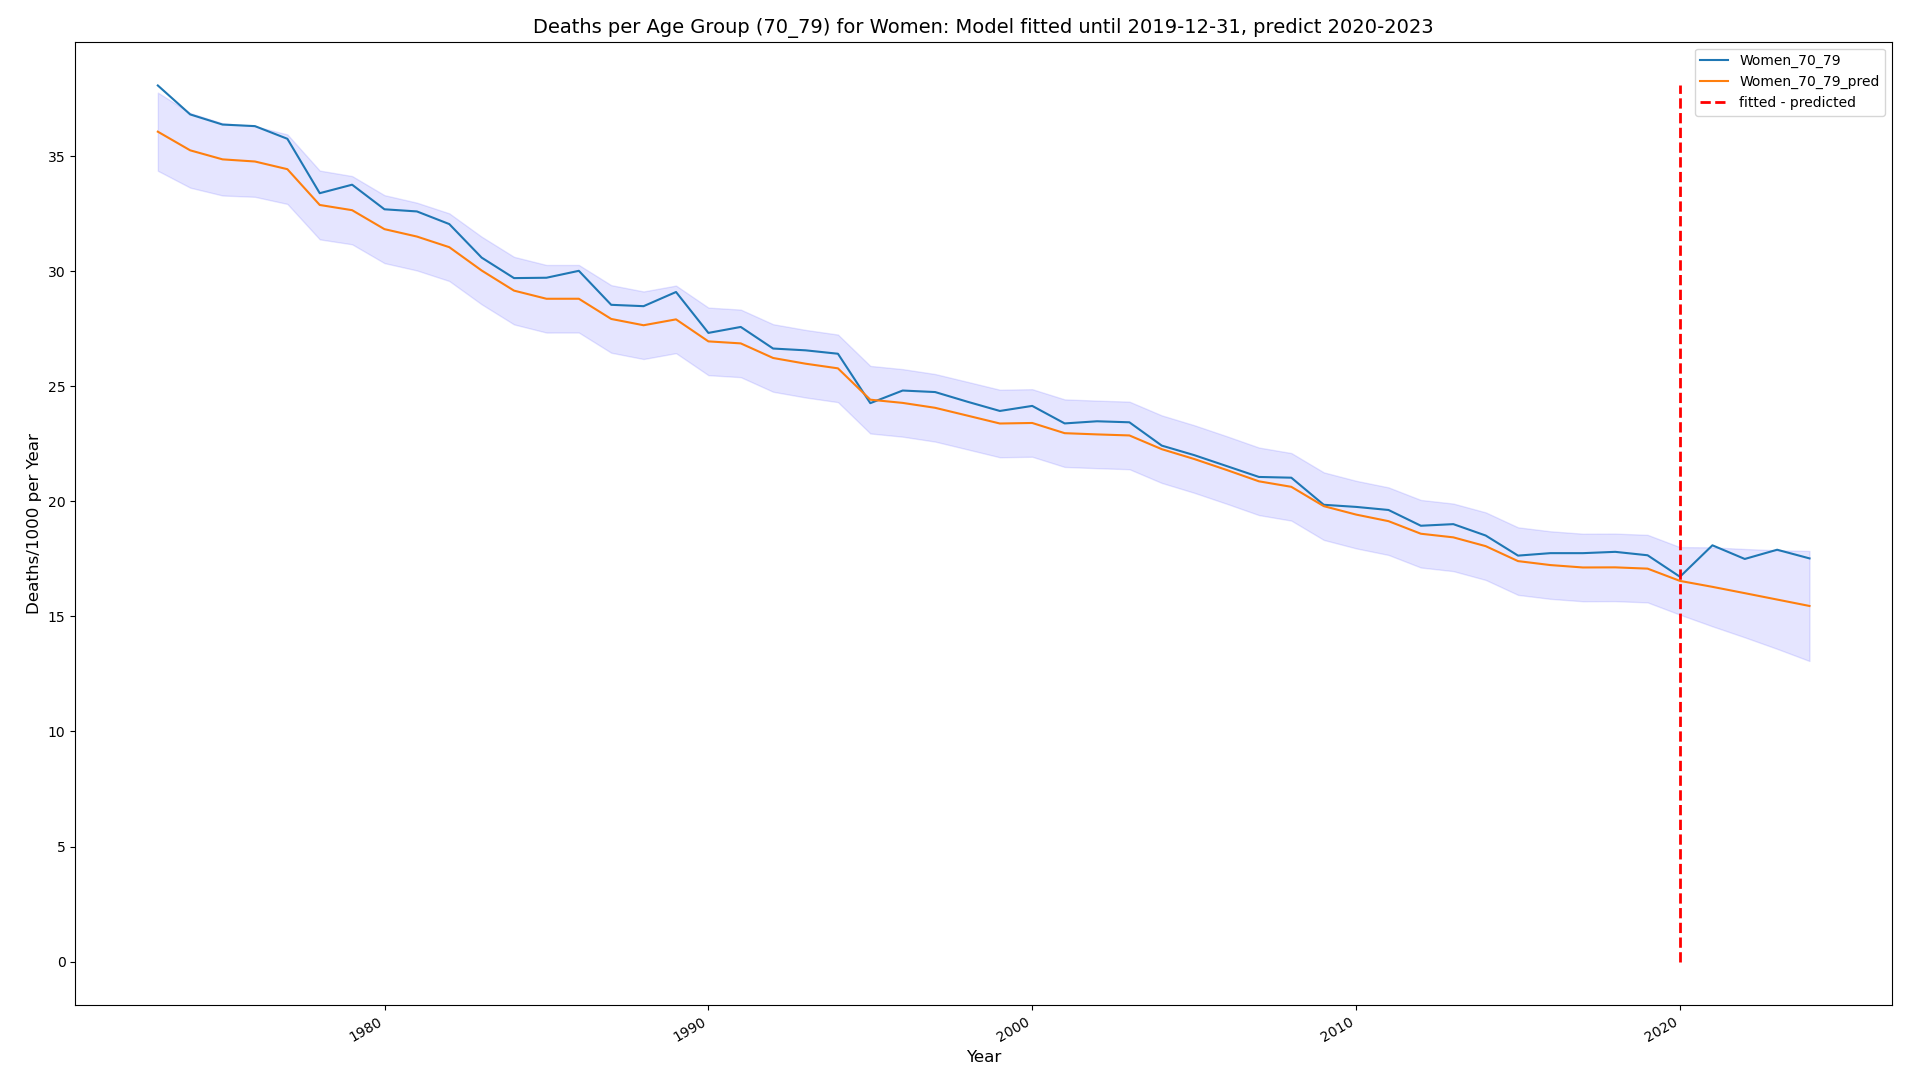 Deaths per Age Group (70_79) for Women: Model fitted until 2019-12-31, predict 2020-2023
Women_70_79
Women_70_79_pred
fitted - predicted
Deaths/1000 per Year
35
30
25
20
15
10
5
0
1980
1990
2000
2010
2020
Year